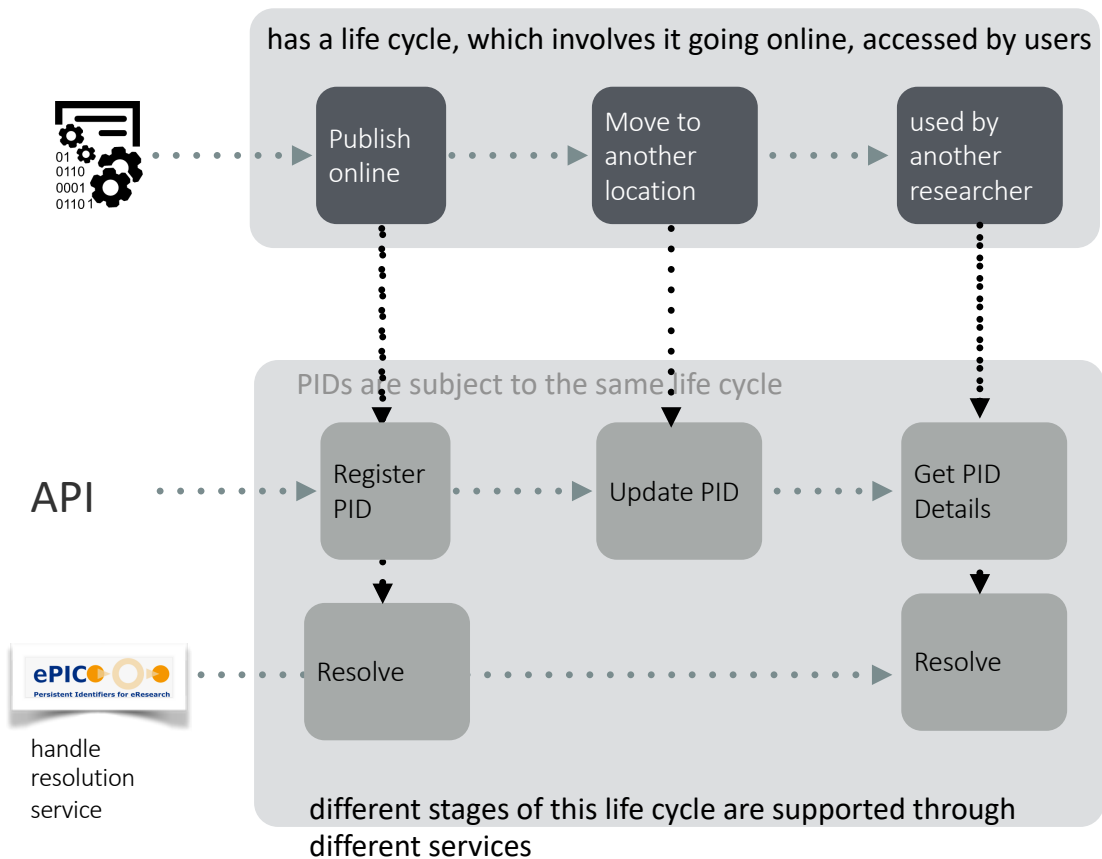 has a life cycle, which involves it going online, accessed by users
01
0110
0001
0110 1
Publish
online
Move to
another
location
used by
another
researcher
PIDs are subject to the same life cycle
API
Register
PID
Update PID
Get PID
Details
ePIC
Persistent Identifiers for eResearch
Resolve
Resolve
handle
resolution
service
different stages of this life cycle are supported through
different services